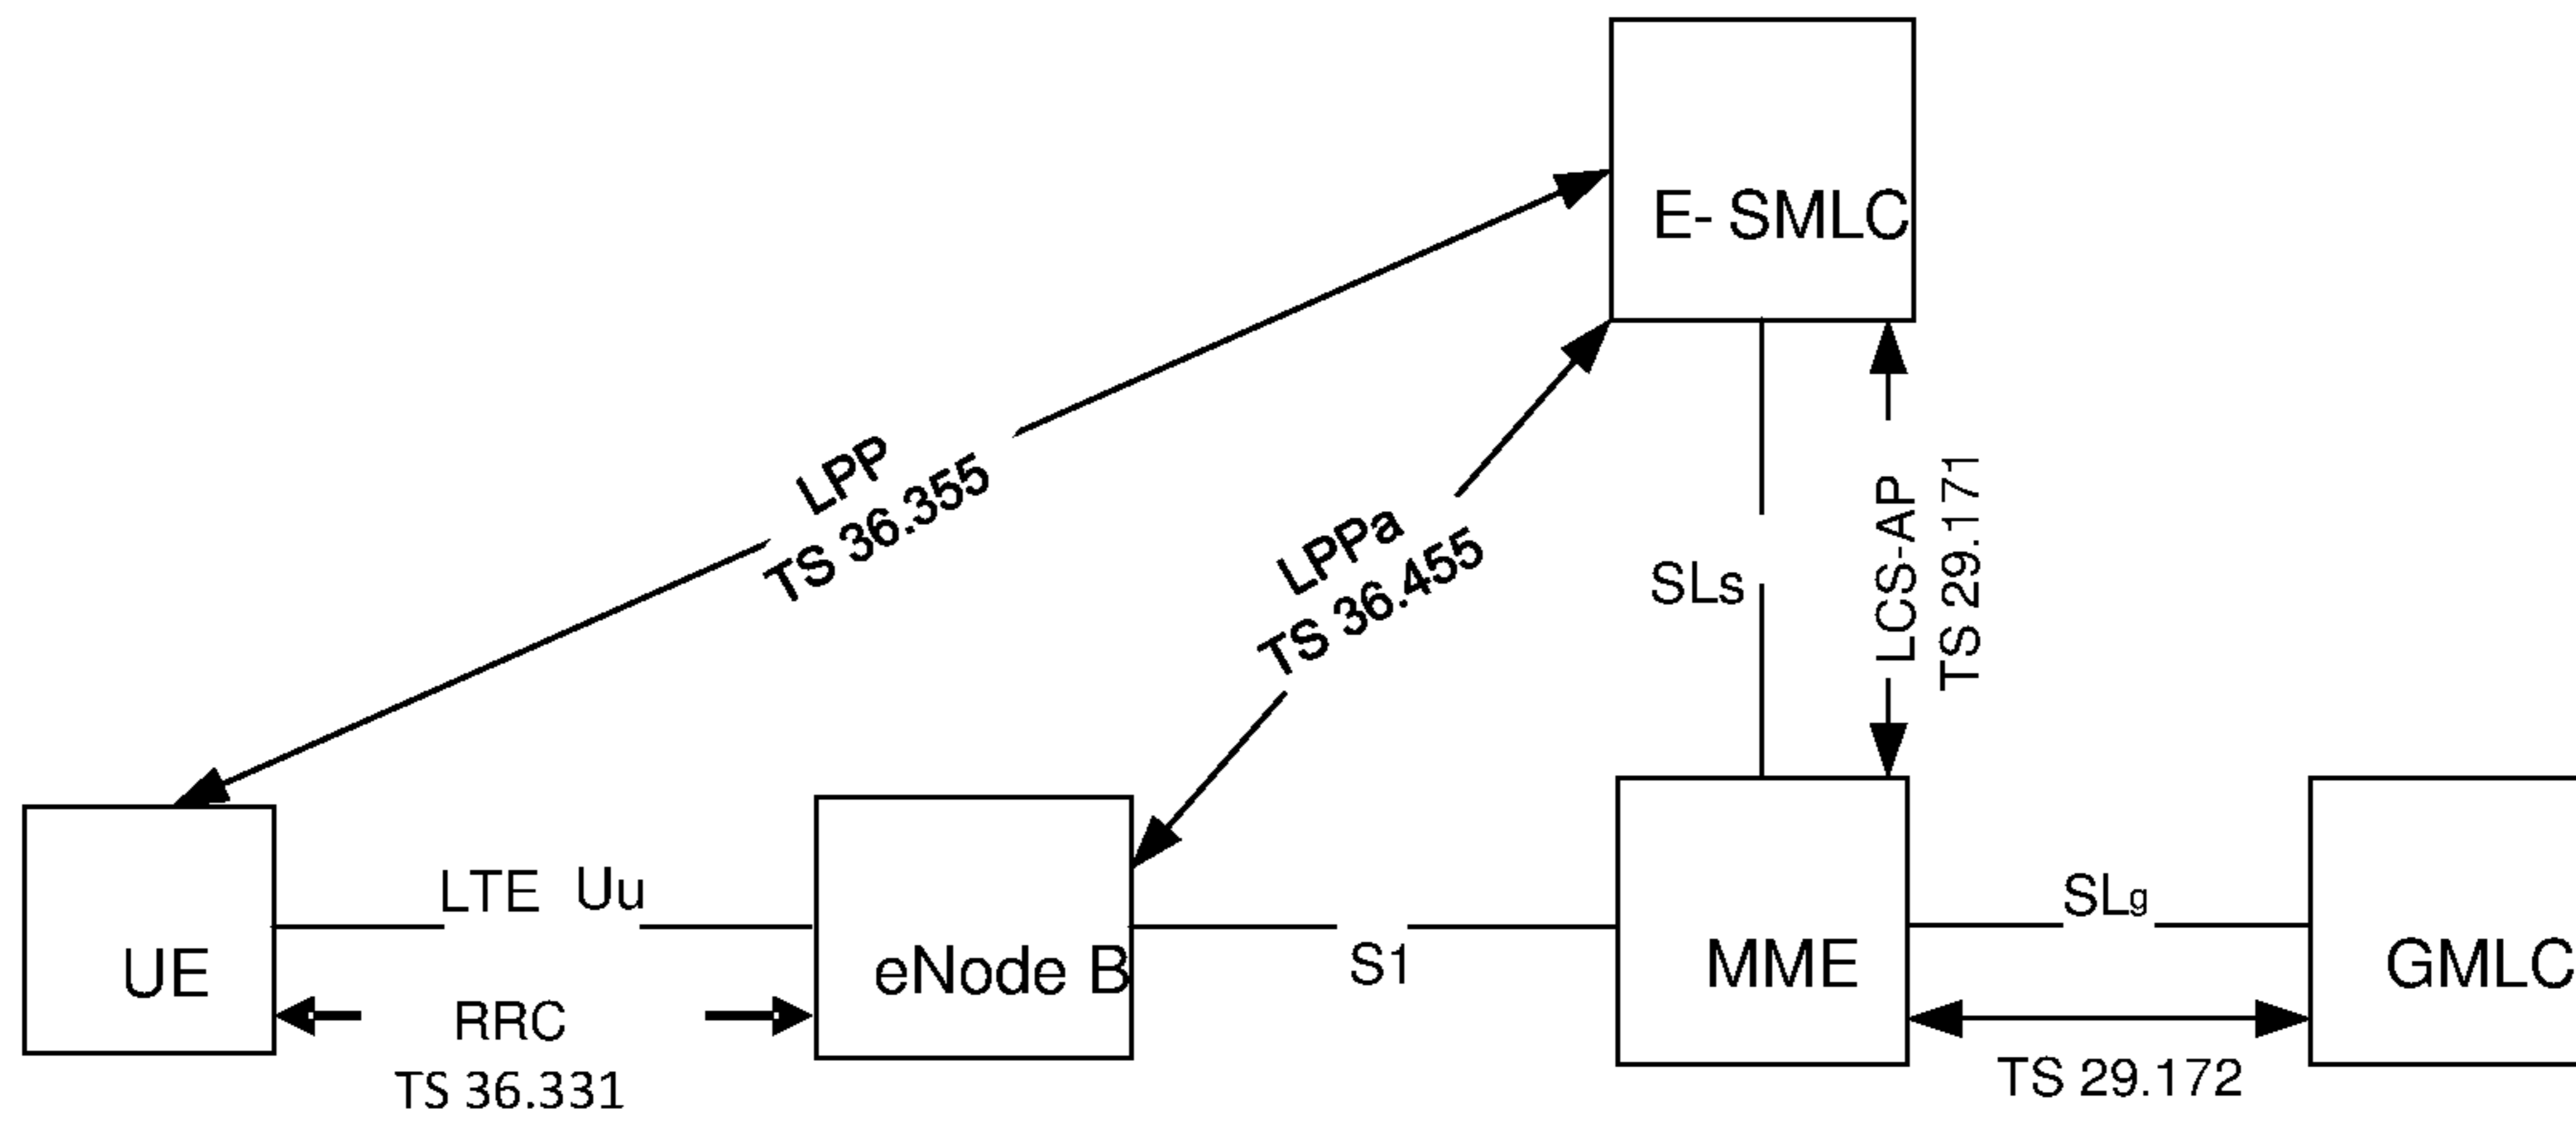 E- SMLC
LPP
TS 36.355
LPPa
TS 36.455
SLs
LCS-AP
TS 29.171
LTE Uu
SLg
UE
eNode B
S1
MME
GMLC
RRC
TS 36.331
TS 29.172